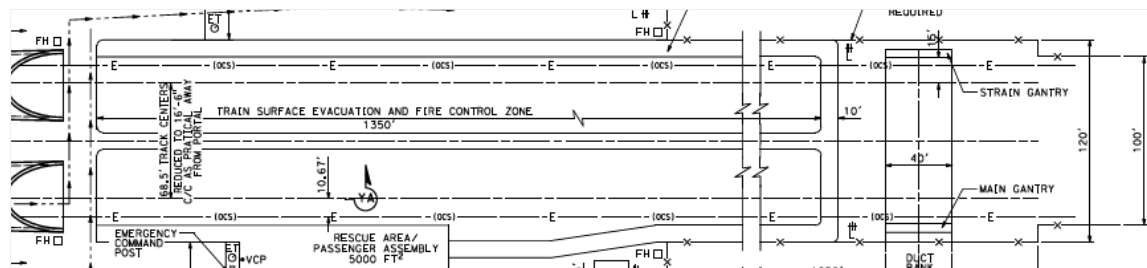 ET
L
FH
REQUIRED
FH
E (OCS) E (OCS) E (OCS) E (OCS) E
15'
L
STRAIN GANTRY
TRAIN SURFACE EVACUATION AND FIRE CONTROL ZONE
1350'
10'
68.5' TRACK CENTERS
REDUCED TO 16'-6"
C/C AS PRATICAL AWAY
FROM PORTAL
120'
100'
40'
10.67'
YA
MAIN GANTRY
E (OCS) E (OCS) E (OCS) E (OCS) E
L
FH
EMERGENCY
COMMAND
POST
ET
VCP
RESCUE AREA/
PASSENGER ASSEMBLY
5000 FT²
FH
L
DUCT
BANK